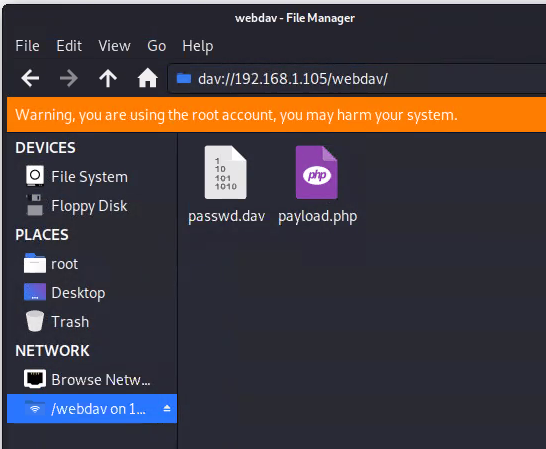 webdav - File Manager
File Edit View Go Help
dav://192.168.1.105/webdav/
Warning, you are using the root account, you may harm your system.
DEVICES
File System
Floppy Disk
PLACES
root
Desktop
Trash
NETWORK
Browse Netw...
/webdav on 1...
1
10
101
1010
php
passwd.dav payload.php